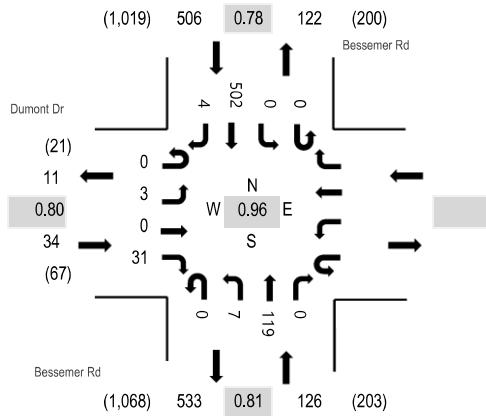 (1,019) 506 0.78 122 (200)
Bessemer Rd
Dumont Dr
4 502 0 0
(21)
11
0
3
N
0.80
W 0.96 E
0
34
S
31
(67)
0 7 119 0
Bessemer Rd
(1,068) 533 0.81 126 (203)